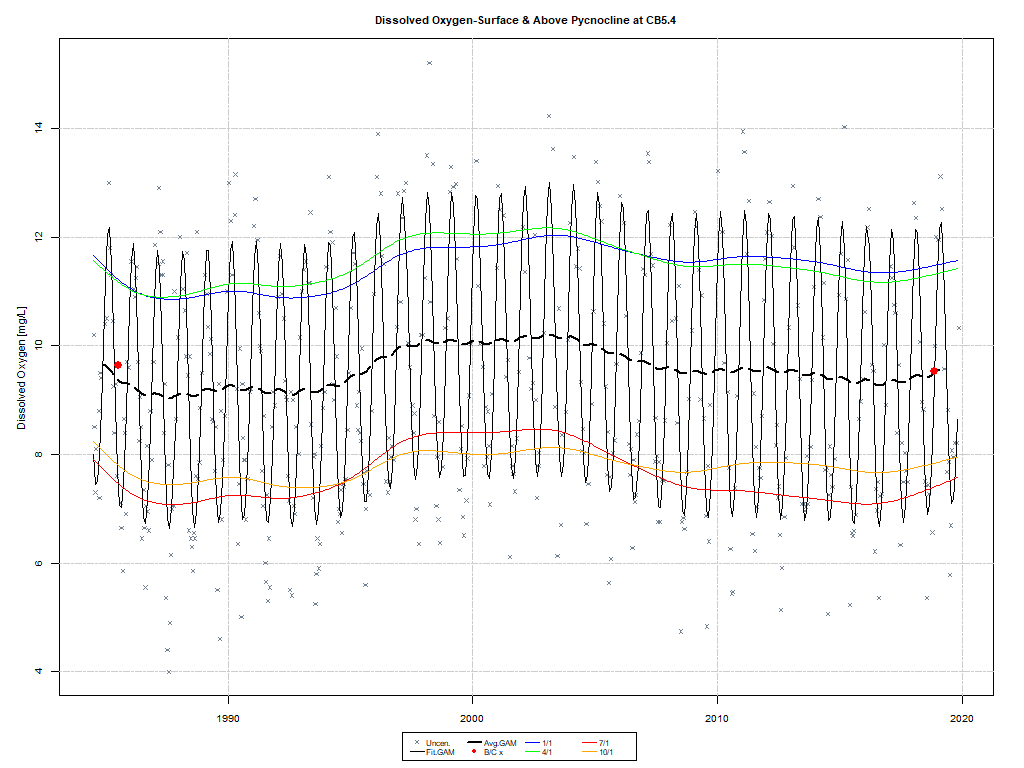 Dissolved Oxygen-Surface & Above Pycnocline at CB5.4
Dissolved Oxygen [mg/L]
14
12
10
8
6
4
1990 2000 2010 2020
Uncen. Avg.GAM 1/1 7/1
Fit.GAM B/C x 4/1 10/1